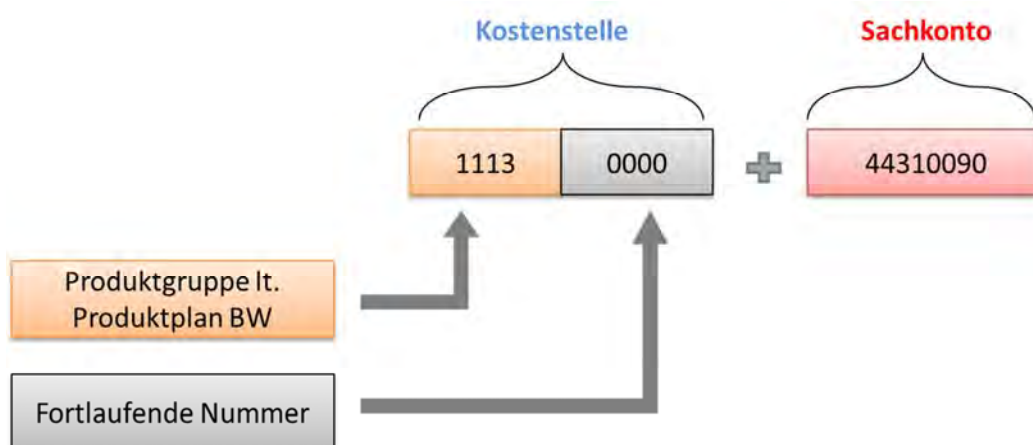 Kostenstelle
Sachkonto
1113
0000
44310090
Produktgruppe lt.
Produktplan BW
Fortlaufende Nummer